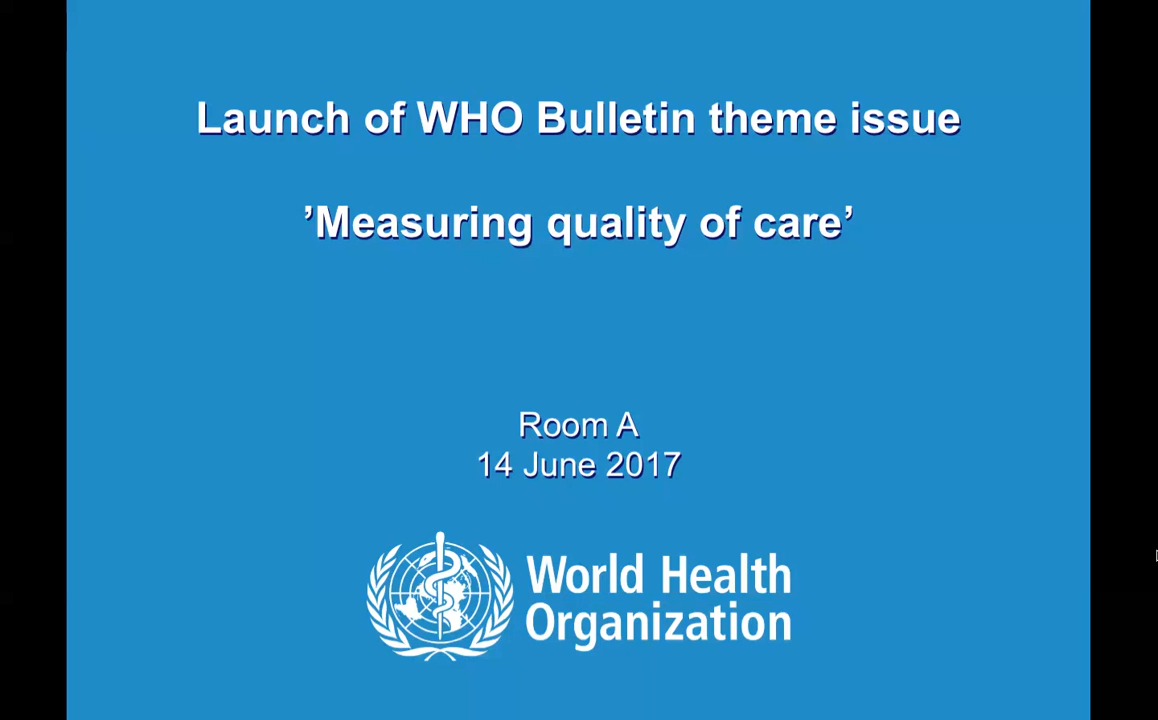 Launch of WHO Bulletin theme issue
’Measuring quality of care’
Room A
14 June 2017
World Health
Organization